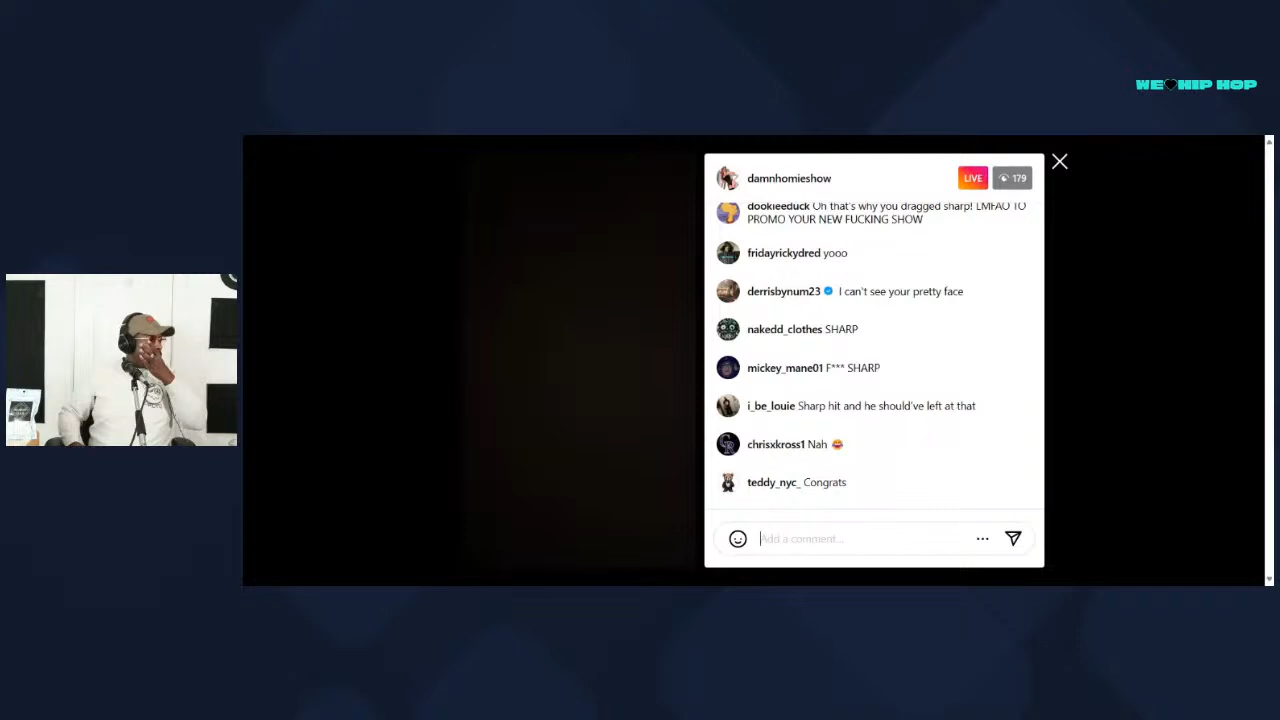 WE HIP HOP
damnhomieshow
LIVE
179
dookieeduck Oh that's why you dragged sharp! LMFAO TO
PROMO YOUR NEW FUCKING SHOW
fridayrickydred yooo
derrisbynum23 I can't see your pretty face
nakedd_clothes SHARP
mickey_mane01 F*** SHARP
i_be_louie Sharp hit and he should've left at that
chrisxkross1 Nah 😂
teddy_nyc_ Congrats
Add a comment...